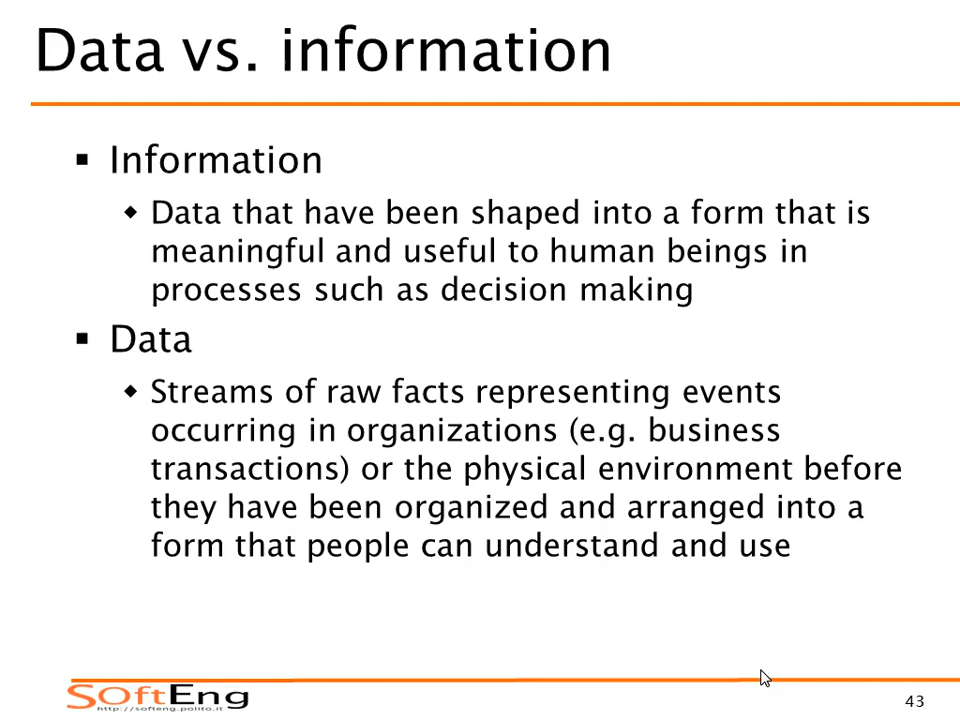 Data vs. information
▪ Information
◆ Data that have been shaped into a form that is
meaningful and useful to human beings in
processes such as decision making
▪ Data
◆ Streams of raw facts representing events
occurring in organizations (e.g. business
transactions) or the physical environment before
they have been organized and arranged into a
form that people can understand and use
SoftEng
http://softeng.polito.it
43